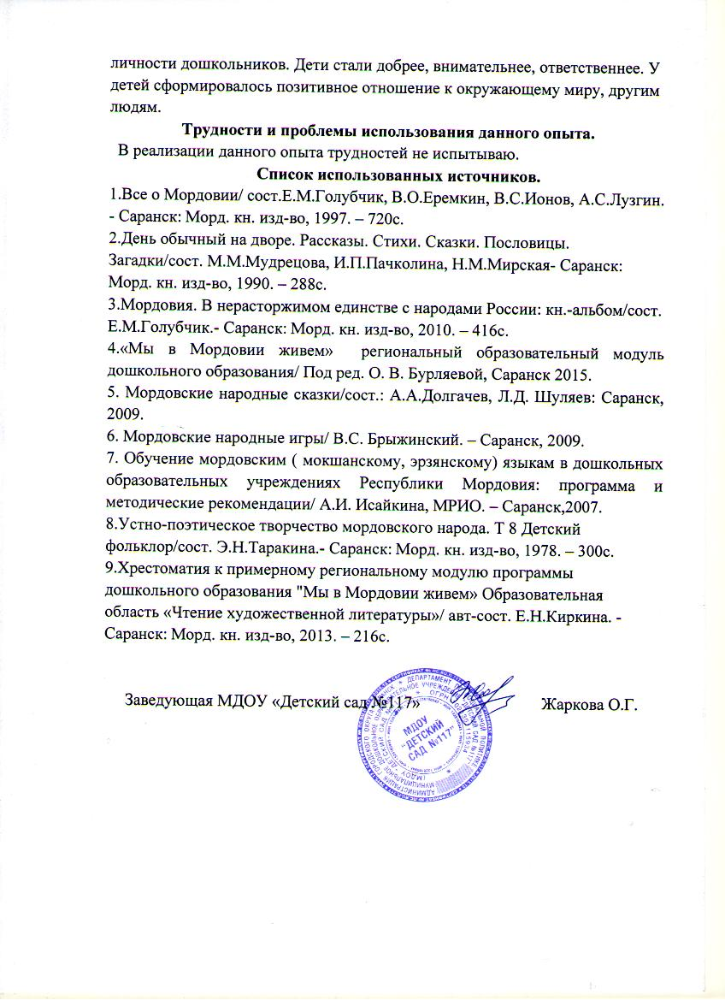 личности дошкольников. Дети стали добрее, внимательнее, ответственнее. У
детей сформировалось позитивное отношение к окружающему миру, другим
людям.
Трудности и проблемы использования данного опыта.
В реализации данного опыта трудностей не испытываю.
Список использованных источников.
1.Все о Мордовии/ сост.Е.М.Голубчик, В.О.Еремкин, В.С.Ионов, А.С.Лузгин.
- Саранск: Морд. кн. изд-во, 1997. – 720с.
2.День обычный на дворе. Рассказы. Стихи. Сказки. Пословицы.
Загадки/сост. М.М.Мудрецова, И.П.Пачколина, Н.М.Мирская- Саранск:
Морд. кн. изд-во, 1990. – 288с.
3.Мордовия. В нерасторжимом единстве с народами России: кн.-альбом/сост.
Е.М.Голубчик.- Саранск: Морд. кн. изд-во, 2010. – 416с.
4.«Мы в Мордовии живем» региональный образовательный модуль
дошкольного образования/ Под ред. О. В. Бурляевой, Саранск 2015.
5. Мордовские народные сказки/сост.: А.А.Долгачев, Л.Д. Шуляев: Саранск,
2009.
6. Мордовские народные игры/ В.С. Брыжинский. – Саранск, 2009.
7. Обучение мордовским ( мокшанскому, эрзянскому) языкам в дошкольных
образовательных учреждениях Республики Мордовия: программа и
методические рекомендации/ А.И. Исайкина, МРИО. – Саранск,2007.
8.Устно-поэтическое творчество мордовского народа. Т 8 Детский
фольклор/сост. Э.Н.Таракина.- Саранск: Морд. кн. изд-во, 1978. – 300с.
9.Хрестоматия к примерному региональному модулю программы
дошкольного образования "Мы в Мордовии живем» Образовательная
область «Чтение художественной литературы»/ авт-сост. Е.Н.Киркина. -
Саранск: Морд. кн. изд-во, 2013. – 216с.
Заведующая МДОУ «Детский сад №117» Жаркова О.Г.
МДОУ
"ДЕТСКИЙ
САД №117"